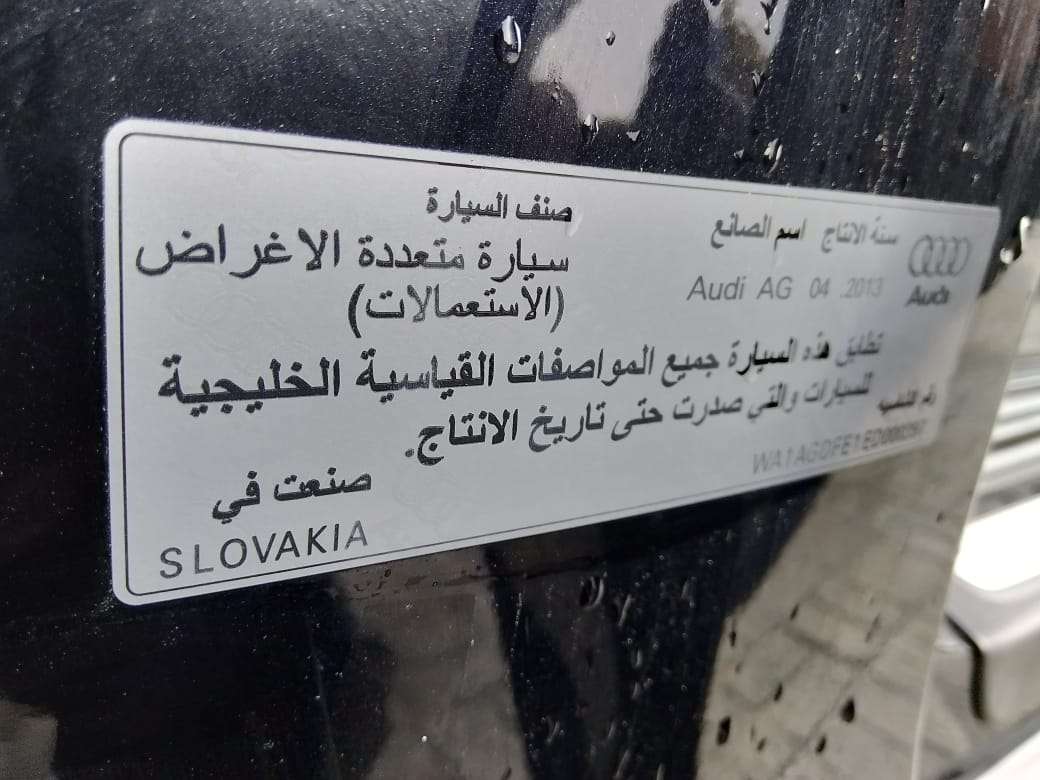 Audi
سنة الانتاج اسم الصانع
Audi AG 04 .2013
صنف السيارة
سيارة متعددة الاغراض
(الاستعمالات)
تطابق هذه السيارة جميع المواصفات القياسية الخليجية
للسيارات والتي صدرت حتى تاريخ الانتاج.
رقم
صنعت في
SLOVAKIA